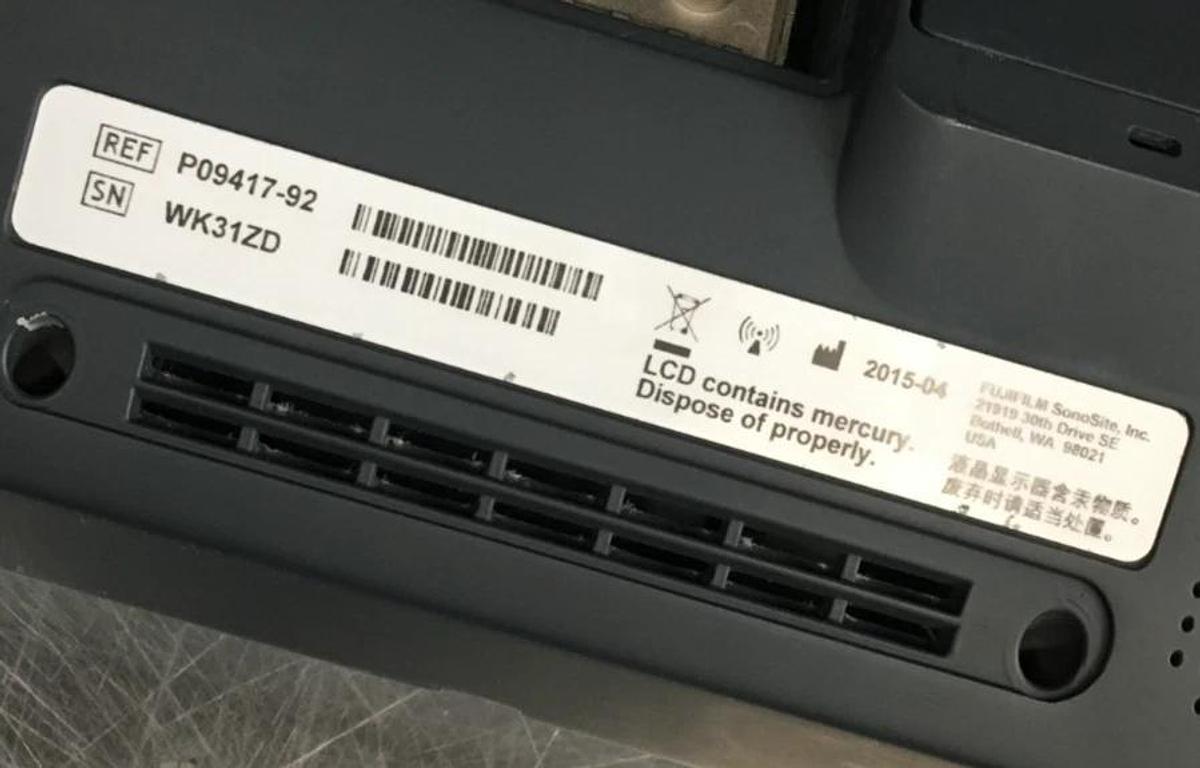 REF P09417-92
SN WK31ZD
LCD contains mercury.
Dispose of properly.
2015-04
FUJIFILM SonoSite, Inc.
21919 30th Drive SE
Bothell, WA 98021
USA
液晶显示器含汞物质。
废弃时请适当处置。